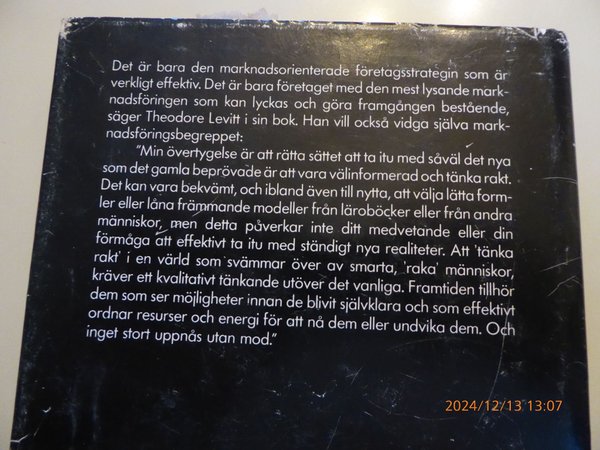 Det är bara den marknadsorienterade företagsstrategin som är
verkligt effektiv. Det är bara företaget med den mest lysande mark-
nadsföringen som kan lyckas och göra framgången bestående,
säger Theodore Levitt i sin bok. Han vill också vidga själva mark-
nadsföringsbegreppet:
"Min övertygelse är att rätta sättet att ta itu med såväl det nya
som det gamla beprövade är att vara välinformerad och tänka rakt.
Det kan vara bekvämt, och ibland även till nytta, att välja lätta form-
ler eller låna främmande modeller från läroböcker eller från andra
människor, men detta påverkar inte ditt medvetande eller din
förmåga att effektivt ta itu med ständigt nya realiteter. Att 'tänka
rakt' i en värld som svämmar över av smarta, 'raka' människor,
kräver ett kvalitativt tänkande utöver det vanliga. Framtiden tillhör
dem som ser möjligheter innan de blivit självklara och som effektivt
ordnar resurser och energi för att nå dem eller undvika dem. Och
inget stort uppnås utan mod."
2024/12/13 13:07